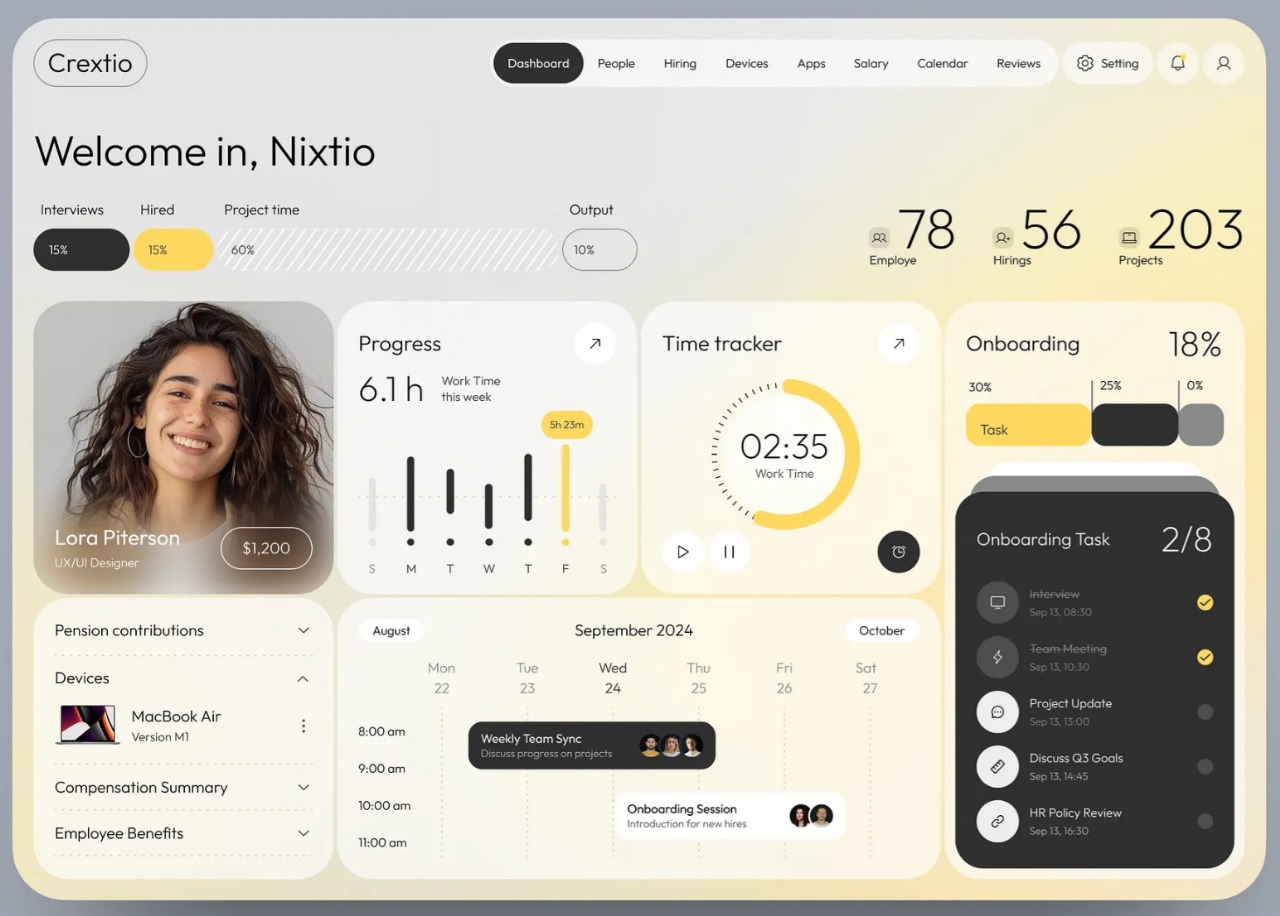 Crextio
Dashboard People Hiring Devices Apps Salary Calendar Reviews Setting
Welcome in, Nixtio
Interviews Hired Project time Output
15% 15% 60% 10%
78 56 203
Employe Hirings Projects
Lora Piterson
UX/UI Designer
$1,200
Progress
6.1 h
Work Time
this week
5h 23m
S M T W T F S
Time tracker
02:35
Work Time
Onboarding 18%
30% 25% 0%
Task
Onboarding Task 2/8
Interview
Sep 13, 08:30
Team Meeting
Sep 13, 10:30
Project Update
Sep 13, 13:00
Discuss Q3 Goals
Sep 13, 14:45
HR Policy Review
Sep 13, 16:30
Pension contributions
Devices
MacBook Air
Version M1
Compensation Summary
Employee Benefits
August September 2024 October
Mon Tue Wed Thu Fri Sat
22 23 24 25 26 27
8:00 am
Weekly Team Sync
Discuss progress on projects
9:00 am
10:00 am
Onboarding Session
Introduction for new hires
11:00 am